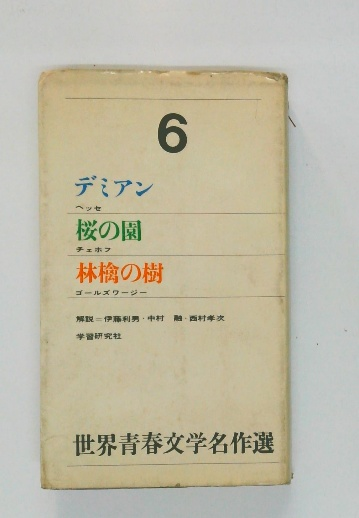 6
デミアン
ヘッセ
桜の園
チェホフ
林檎の樹
ゴールズワージー
解説=伊藤利男・中村　融・西村孝次
学習研究社
世界青春文学名作選